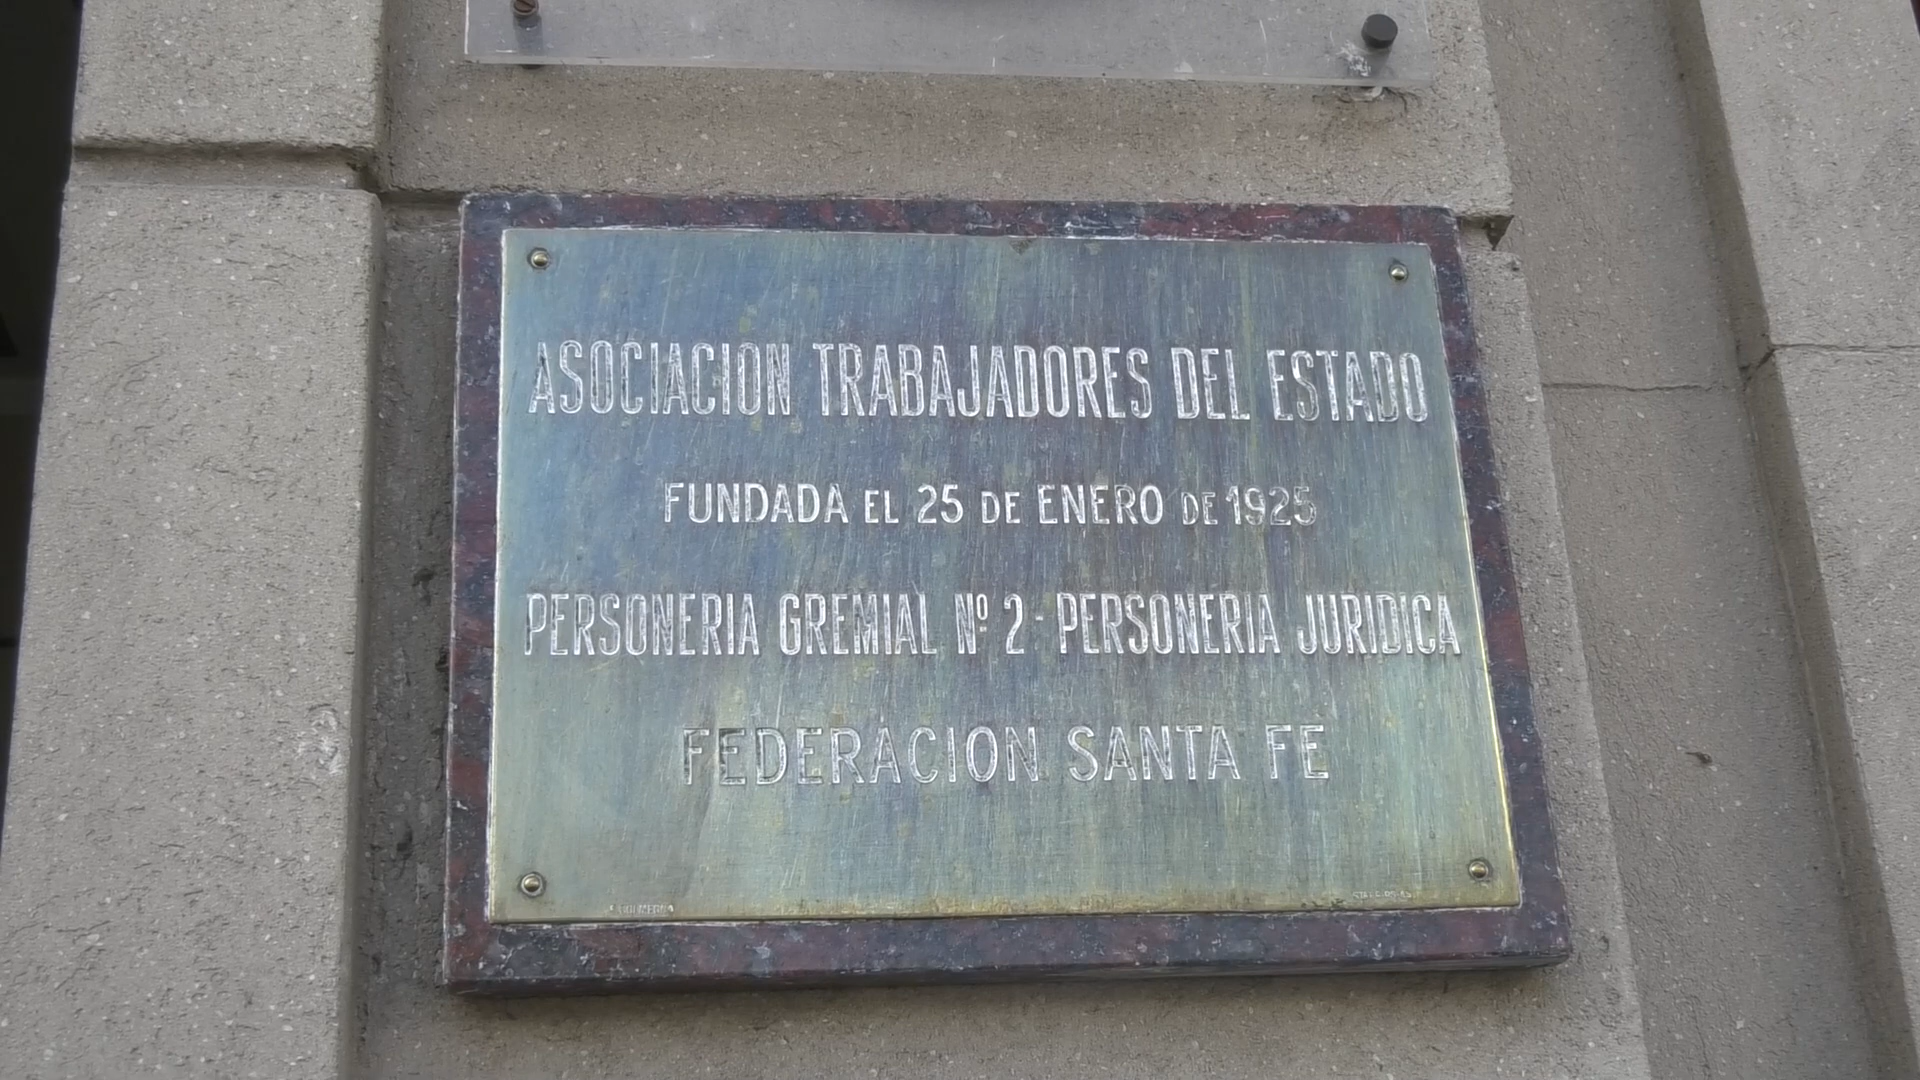 ASOCIACION TRABAJADORES DEL ESTADO
FUNDADA EL 25 DE ENERO DE 1925
PERSONERIA GREMIAL Nº 2 - PERSONERIA JURIDICA
FEDERACION SANTA FE